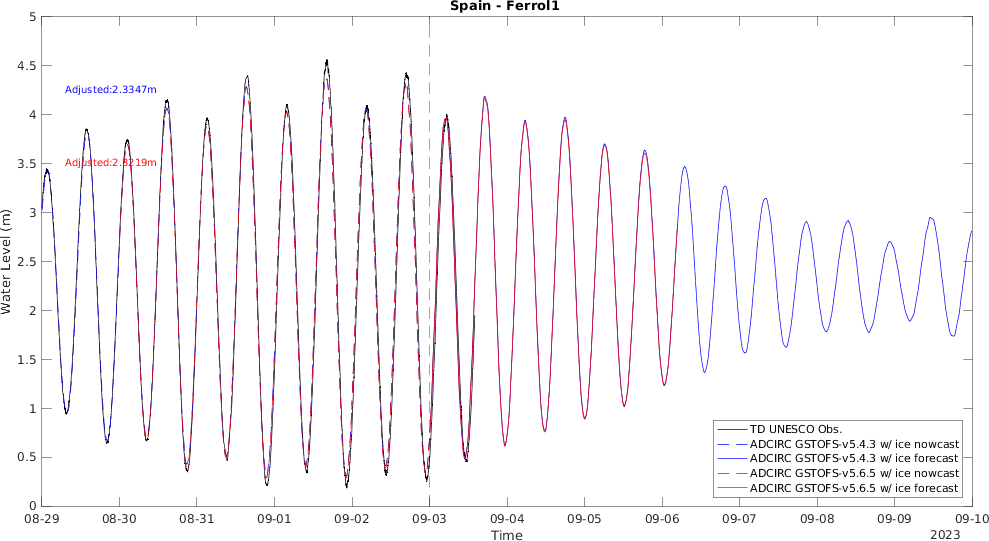 Spain - Ferrol1
5
4.5
4
3.5
3
2.5
2
1.5
1
0.5
0
Water Level (m)
Adjusted:2.3347m
Adjusted:2.3219m
TD UNESCO Obs.
ADCIRC GSTOFS-v5.4.3 w/ ice nowcast
ADCIRC GSTOFS-v5.4.3 w/ ice forecast
ADCIRC GSTOFS-v5.6.5 w/ ice nowcast
ADCIRC GSTOFS-v5.6.5 w/ ice forecast
08-29 08-30 08-31 09-01 09-02 09-03 09-04 09-05 09-06 09-07 09-08 09-09 09-10
Time
2023